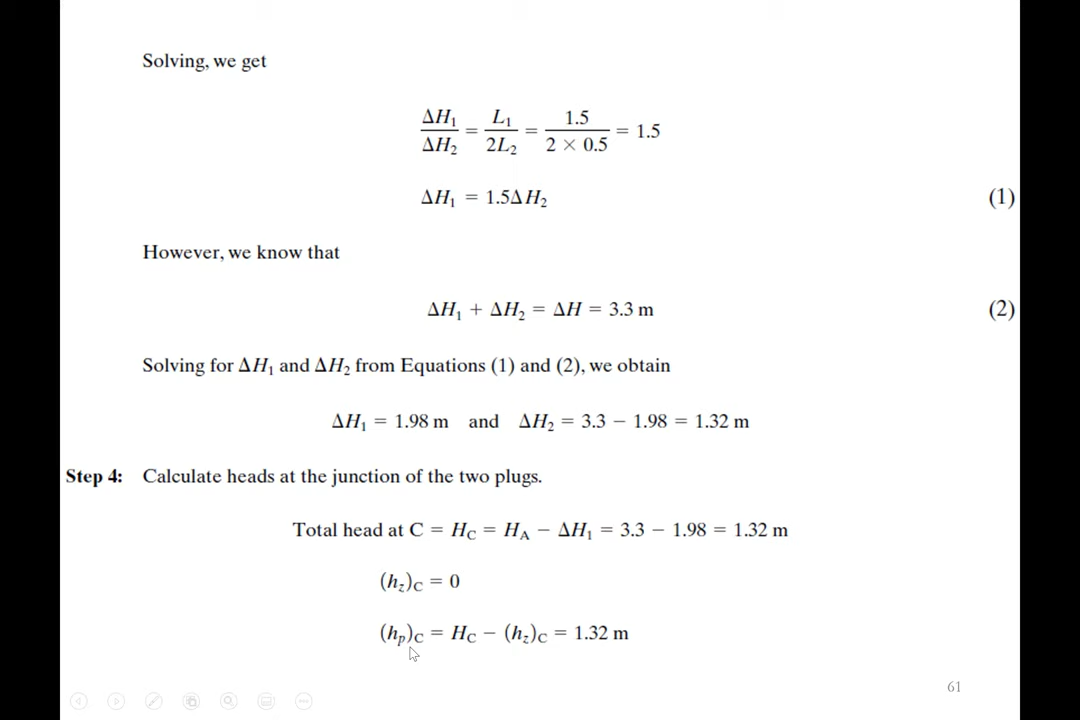 Solving, we get
ΔH₁/ΔH₂ = L₁/2L₂ = 1.5/(2 × 0.5) = 1.5
ΔH₁ = 1.5ΔH₂ (1)
However, we know that
ΔH₁ + ΔH₂ = ΔH = 3.3 m (2)
Solving for ΔH₁ and ΔH₂ from Equations (1) and (2), we obtain
ΔH₁ = 1.98 m and ΔH₂ = 3.3 − 1.98 = 1.32 m
Step 4: Calculate heads at the junction of the two plugs.
Total head at C = H_C = H_A − ΔH₁ = 3.3 − 1.98 = 1.32 m
(h_z)_C = 0
(h_p)_C = H_C − (h_z)_C = 1.32 m
61